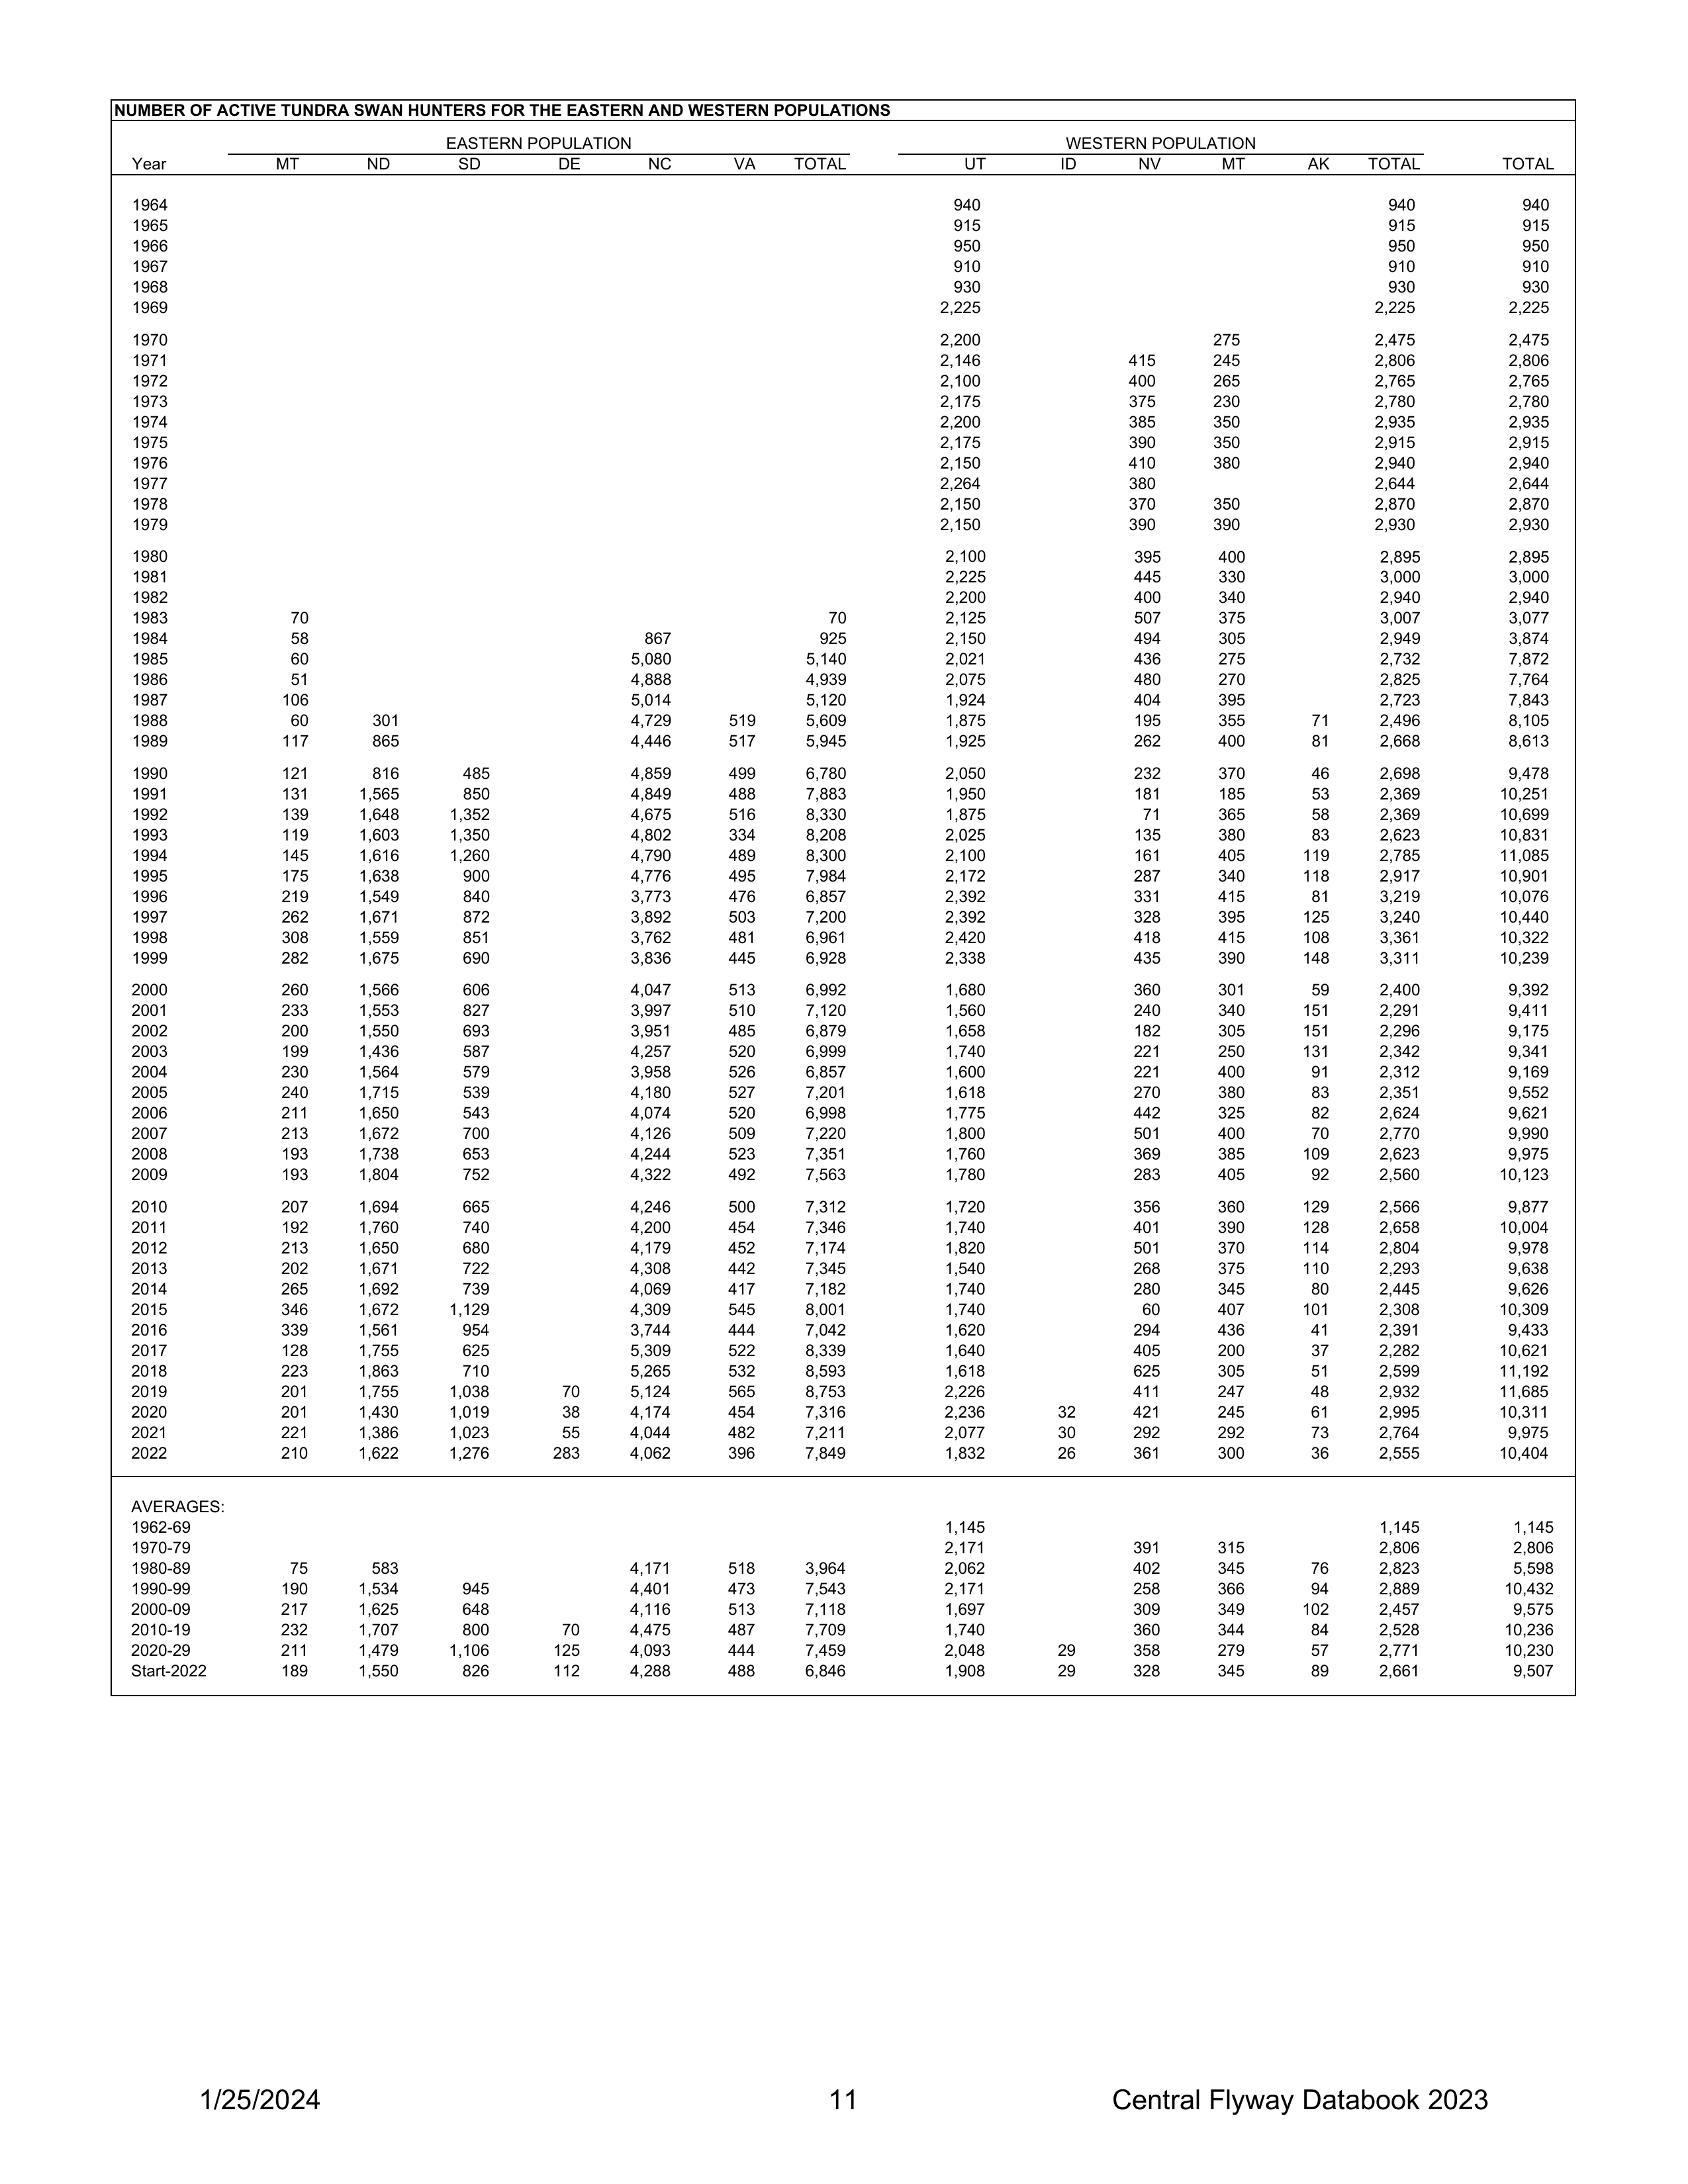 NUMBER OF ACTIVE TUNDRA SWAN HUNTERS FOR THE EASTERN AND WESTERN POPULATIONS
EASTERN POPULATION WESTERN POPULATION
Year MT ND SD DE NC VA TOTAL UT ID NV MT AK TOTAL TOTAL
1964 940 940 940
1965 915 915 915
1966 950 950 950
1967 910 910 910
1968 930 930 930
1969 2,225 2,225 2,225
1970 2,200 275 2,475 2,475
1971 2,146 415 245 2,806 2,806
1972 2,100 400 265 2,765 2,765
1973 2,175 375 230 2,780 2,780
1974 2,200 385 350 2,935 2,935
1975 2,175 390 350 2,915 2,915
1976 2,150 410 380 2,940 2,940
1977 2,264 380 2,644 2,644
1978 2,150 370 350 2,870 2,870
1979 2,150 390 390 2,930 2,930
1980 2,100 395 400 2,895 2,895
1981 2,225 445 330 3,000 3,000
1982 2,200 400 340 2,940 2,940
1983 70 70 2,125 507 375 3,007 3,077
1984 58 867 925 2,150 494 305 2,949 3,874
1985 60 5,080 5,140 2,021 436 275 2,732 7,872
1986 51 4,888 4,939 2,075 480 270 2,825 7,764
1987 106 5,014 5,120 1,924 404 395 2,723 7,843
1988 60 301 4,729 519 5,609 1,875 195 355 71 2,496 8,105
1989 117 865 4,446 517 5,945 1,925 262 400 81 2,668 8,613
1990 121 816 485 4,859 499 6,780 2,050 232 370 46 2,698 9,478
1991 131 1,565 850 4,849 488 7,883 1,950 181 185 53 2,369 10,251
1992 139 1,648 1,352 4,675 516 8,330 1,875 71 365 58 2,369 10,699
1993 119 1,603 1,350 4,802 334 8,208 2,025 135 380 83 2,623 10,831
1994 145 1,616 1,260 4,790 489 8,300 2,100 161 405 119 2,785 11,085
1995 175 1,638 900 4,776 495 7,984 2,172 287 340 118 2,917 10,901
1996 219 1,549 840 3,773 476 6,857 2,392 331 415 81 3,219 10,076
1997 262 1,671 872 3,892 503 7,200 2,392 328 395 125 3,240 10,440
1998 308 1,559 851 3,762 481 6,961 2,420 418 415 108 3,361 10,322
1999 282 1,675 690 3,836 445 6,928 2,338 435 390 148 3,311 10,239
2000 260 1,566 606 4,047 513 6,992 1,680 360 301 59 2,400 9,392
2001 233 1,553 827 3,997 510 7,120 1,560 240 340 151 2,291 9,411
2002 200 1,550 693 3,951 485 6,879 1,658 182 305 151 2,296 9,175
2003 199 1,436 587 4,257 520 6,999 1,740 221 250 131 2,342 9,341
2004 230 1,564 579 3,958 526 6,857 1,600 221 400 91 2,312 9,169
2005 240 1,715 539 4,180 527 7,201 1,618 270 380 83 2,351 9,552
2006 211 1,650 543 4,074 520 6,998 1,775 442 325 82 2,624 9,621
2007 213 1,672 700 4,126 509 7,220 1,800 501 400 70 2,770 9,990
2008 193 1,738 653 4,244 523 7,351 1,760 369 385 109 2,623 9,975
2009 193 1,804 752 4,322 492 7,563 1,780 283 405 92 2,560 10,123
2010 207 1,694 665 4,246 500 7,312 1,720 356 360 129 2,566 9,877
2011 192 1,760 740 4,200 454 7,346 1,740 401 390 128 2,658 10,004
2012 213 1,650 680 4,179 452 7,174 1,820 501 370 114 2,804 9,978
2013 202 1,671 722 4,308 442 7,345 1,540 268 375 110 2,293 9,638
2014 265 1,692 739 4,069 417 7,182 1,740 280 345 80 2,445 9,626
2015 346 1,672 1,129 4,309 545 8,001 1,740 60 407 101 2,308 10,309
2016 339 1,561 954 3,744 444 7,042 1,620 294 436 41 2,391 9,433
2017 128 1,755 625 5,309 522 8,339 1,640 405 200 37 2,282 10,621
2018 223 1,863 710 5,265 532 8,593 1,618 625 305 51 2,599 11,192
2019 201 1,755 1,038 70 5,124 565 8,753 2,226 411 247 48 2,932 11,685
2020 201 1,430 1,019 38 4,174 454 7,316 2,236 32 421 245 61 2,995 10,311
2021 221 1,386 1,023 55 4,044 482 7,211 2,077 30 292 292 73 2,764 9,975
2022 210 1,622 1,276 283 4,062 396 7,849 1,832 26 361 300 36 2,555 10,404
AVERAGES:
1962-69 1,145 1,145 1,145
1970-79 2,171 391 315 2,806 2,806
1980-89 75 583 4,171 518 3,964 2,062 402 345 76 2,823 5,598
1990-99 190 1,534 945 4,401 473 7,543 2,171 258 366 94 2,889 10,432
2000-09 217 1,625 648 4,116 513 7,118 1,697 309 349 102 2,457 9,575
2010-19 232 1,707 800 70 4,475 487 7,709 1,740 360 344 84 2,528 10,236
2020-29 211 1,479 1,106 125 4,093 444 7,459 2,048 29 358 279 57 2,771 10,230
Start-2022 189 1,550 826 112 4,288 488 6,846 1,908 29 328 345 89 2,661 9,507
1/25/2024 11 Central Flyway Databook 2023